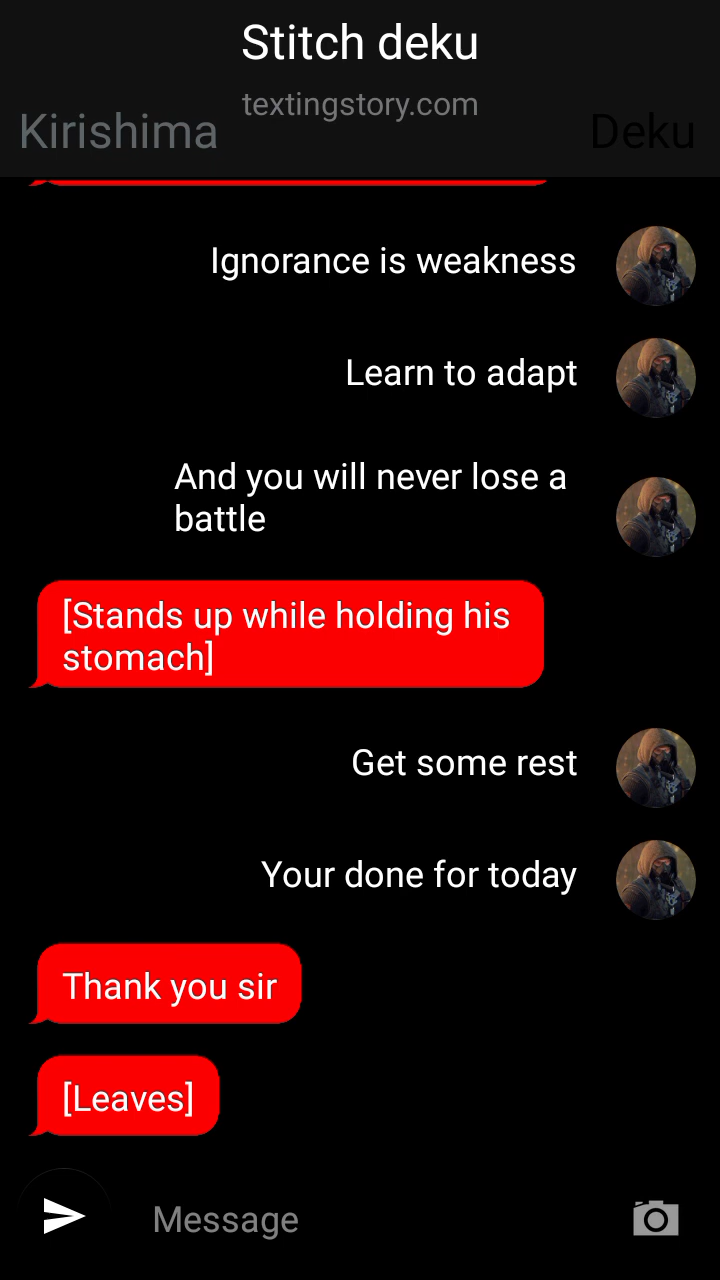 Stitch deku
textingstory.com
Kirishima
Deku
Ignorance is weakness
Learn to adapt
And you will never lose a
battle
[Stands up while holding his
stomach]
Get some rest
Your done for today
Thank you sir
[Leaves]
Message